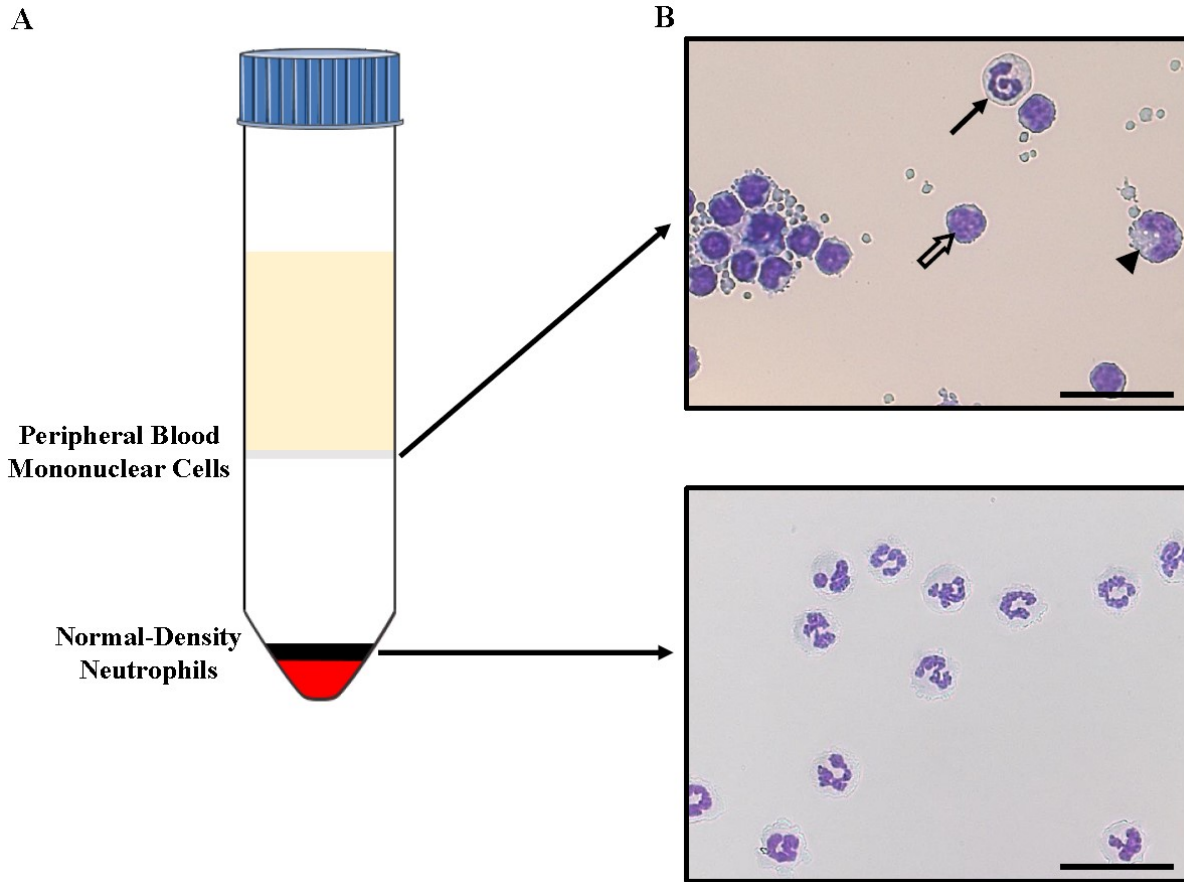 A
B
Peripheral Blood
Mononuclear Cells
Normal-Density
Neutrophils